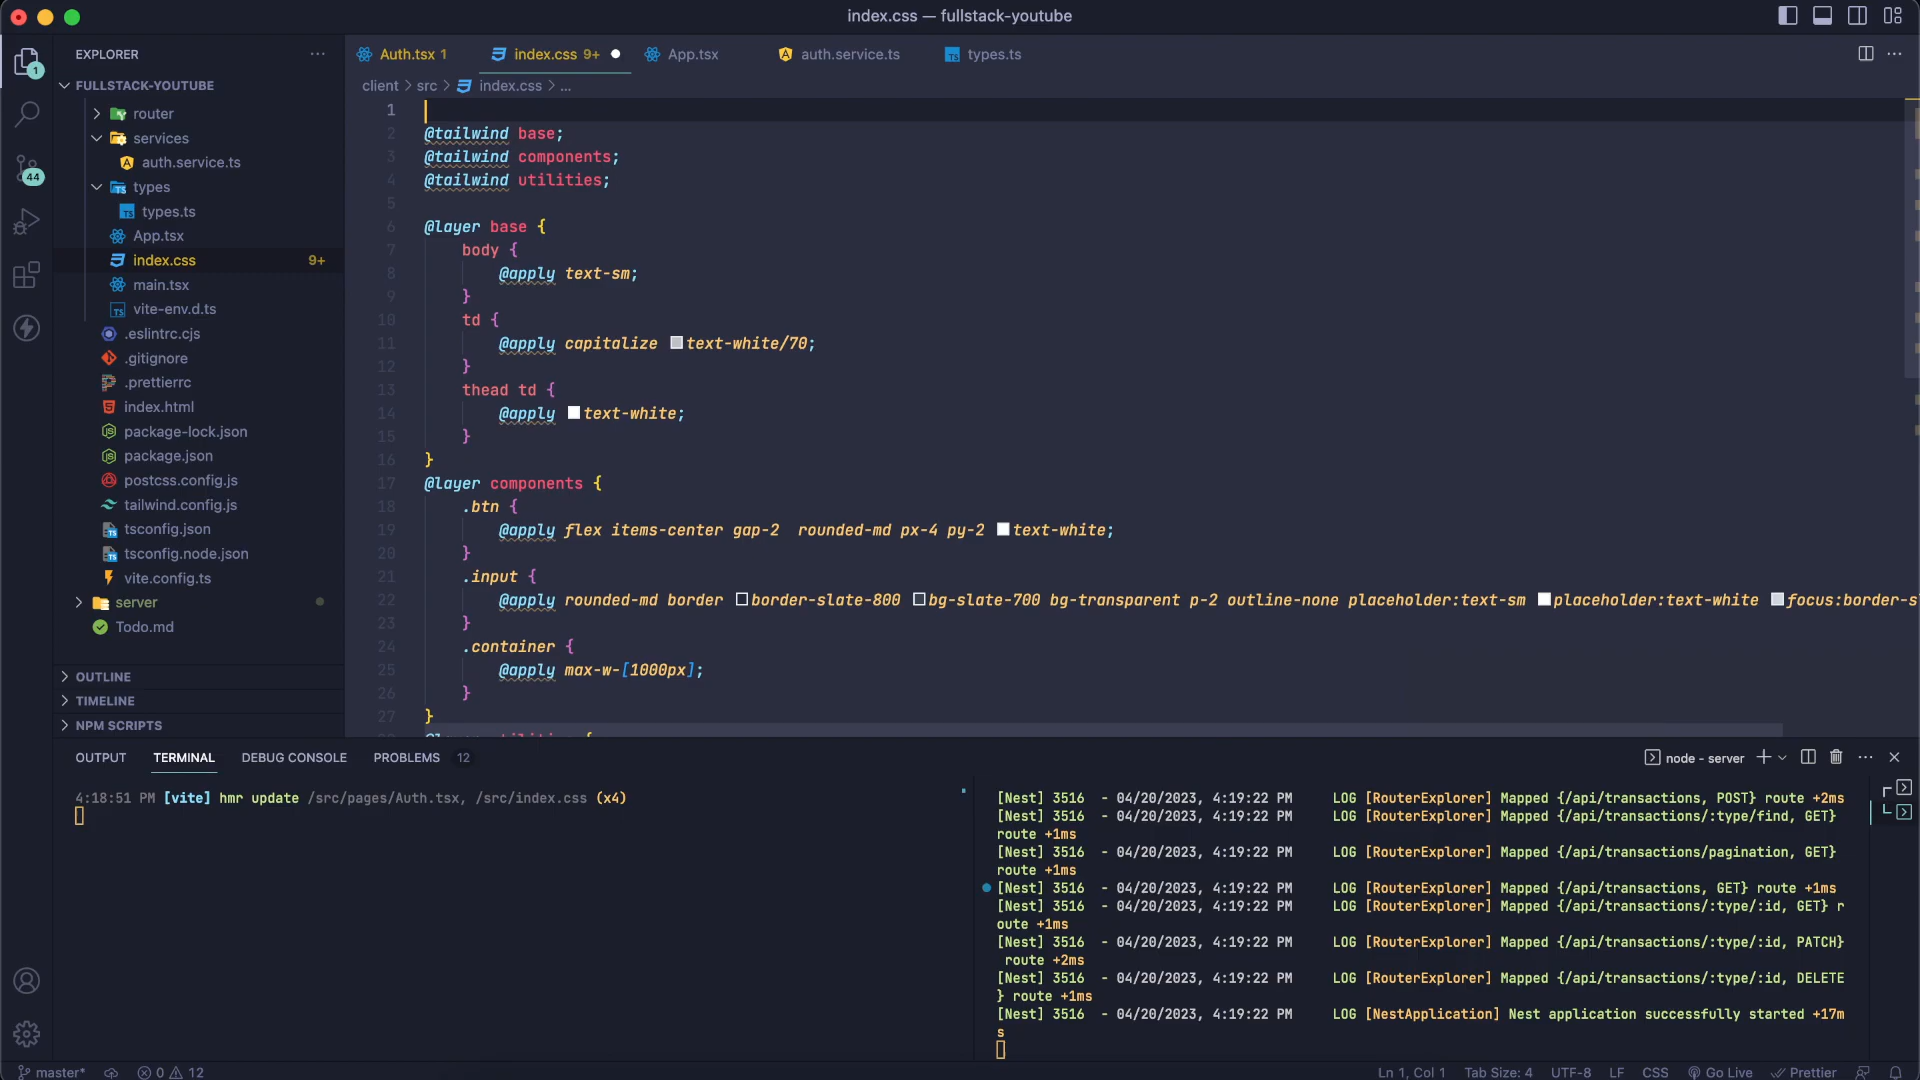 index.css — fullstack-youtube
EXPLORER
Auth.tsx 1
index.css 9+
App.tsx
auth.service.ts
types.ts
FULLSTACK-YOUTUBE
client > src > index.css > ...
router
services
auth.service.ts
types
types.ts
App.tsx
index.css 9+
main.tsx
vite-env.d.ts
.eslintrc.cjs
.gitignore
.prettierrc
index.html
package-lock.json
package.json
postcss.config.js
tailwind.config.js
tsconfig.json
tsconfig.node.json
vite.config.ts
server
Todo.md
OUTLINE
TIMELINE
NPM SCRIPTS
1
44
1
2 @tailwind base;
3 @tailwind components;
4 @tailwind utilities;
5
6 @layer base {
7 body {
8 @apply text-sm;
9 }
10 td {
11 @apply capitalize text-white/70;
12 }
13 thead td {
14 @apply text-white;
15 }
16 }
17 @layer components {
18 .btn {
19 @apply flex items-center gap-2  rounded-md px-4 py-2 text-white;
20 }
21 .input {
22 @apply rounded-md border border-slate-800 bg-slate-700 bg-transparent p-2 outline-none placeholder:text-sm placeholder:text-white focus:border-s
23 }
24 .container {
25 @apply max-w-[1000px];
26 }
27 }
OUTPUT
TERMINAL
DEBUG CONSOLE
PROBLEMS 12
node - server
4:18:51 PM [vite] hmr update /src/pages/Auth.tsx, /src/index.css (x4)
[Nest] 3516  - 04/20/2023, 4:19:22 PM     LOG [RouterExplorer] Mapped {/api/transactions, POST} route +2ms
[Nest] 3516  - 04/20/2023, 4:19:22 PM     LOG [RouterExplorer] Mapped {/api/transactions/:type/find, GET}
route +1ms
[Nest] 3516  - 04/20/2023, 4:19:22 PM     LOG [RouterExplorer] Mapped {/api/transactions/pagination, GET}
route +1ms
[Nest] 3516  - 04/20/2023, 4:19:22 PM     LOG [RouterExplorer] Mapped {/api/transactions, GET} route +1ms
[Nest] 3516  - 04/20/2023, 4:19:22 PM     LOG [RouterExplorer] Mapped {/api/transactions/:type/:id, GET} r
oute +1ms
[Nest] 3516  - 04/20/2023, 4:19:22 PM     LOG [RouterExplorer] Mapped {/api/transactions/:type/:id, PATCH}
route +2ms
[Nest] 3516  - 04/20/2023, 4:19:22 PM     LOG [RouterExplorer] Mapped {/api/transactions/:type/:id, DELETE
} route +1ms
[Nest] 3516  - 04/20/2023, 4:19:22 PM     LOG [NestApplication] Nest application successfully started +17m
s
master*
0
12
Ln 1, Col 1
Tab Size: 4
UTF-8
LF
CSS
Go Live
Prettier